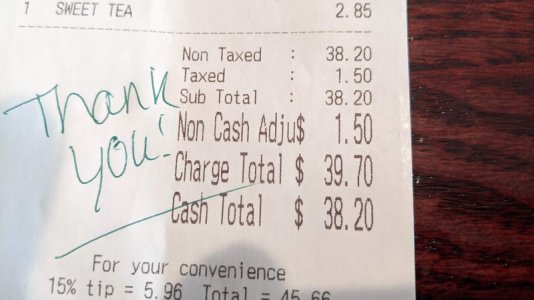 1 SWEET TEA 2.85
Non Taxed : 38.20
Taxed : 1.50
Sub Total : 38.20
Thank
you!
Non Cash Adju$ 1.50
Charge Total $ 39.70
Cash Total $ 38.20
For your convenience
15% tip = 5.96 Total = 45.66